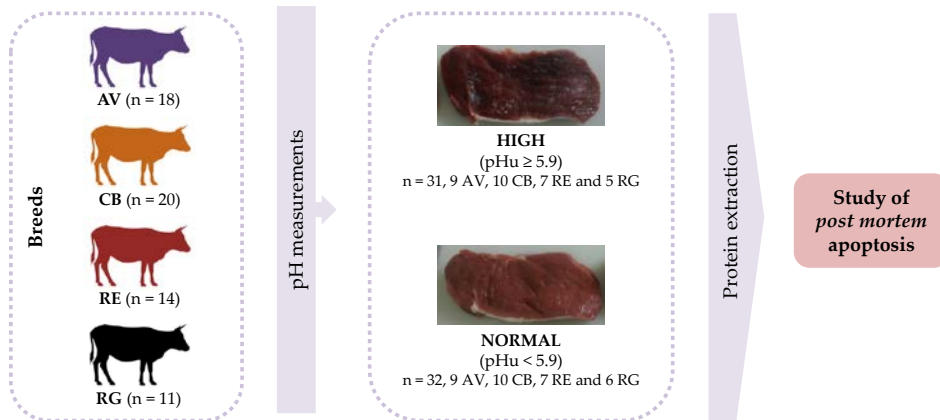 Breeds
AV (n = 18)
CB (n = 20)
RE (n = 14)
RG (n = 11)
pH measurements
HIGH
(pHu ≥ 5.9)
n = 31, 9 AV, 10 CB, 7 RE and 5 RG
NORMAL
(pHu < 5.9)
n = 32, 9 AV, 10 CB, 7 RE and 6 RG
Protein extraction
Study of
post mortem
apoptosis